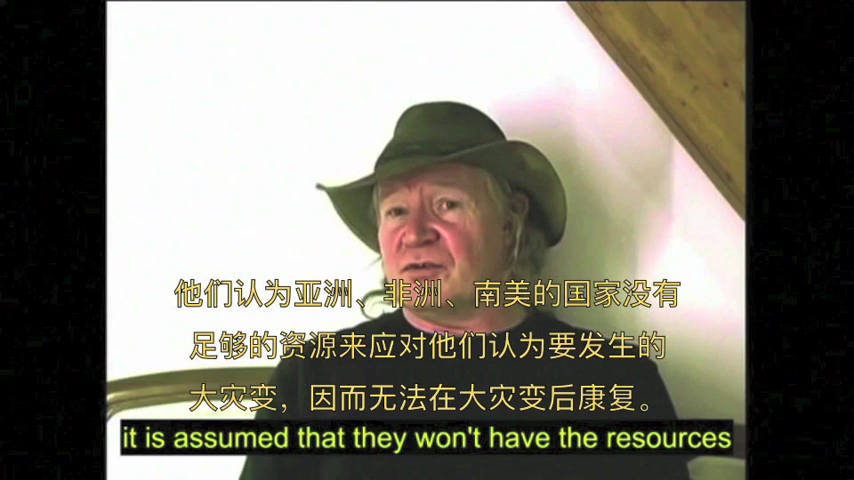 他们认为亚洲、非洲、南美的国家没有
足够的资源来应对他们认为要发生的
大灾变，因而无法在大灾变后康复。
it is assumed that they won't have the resources